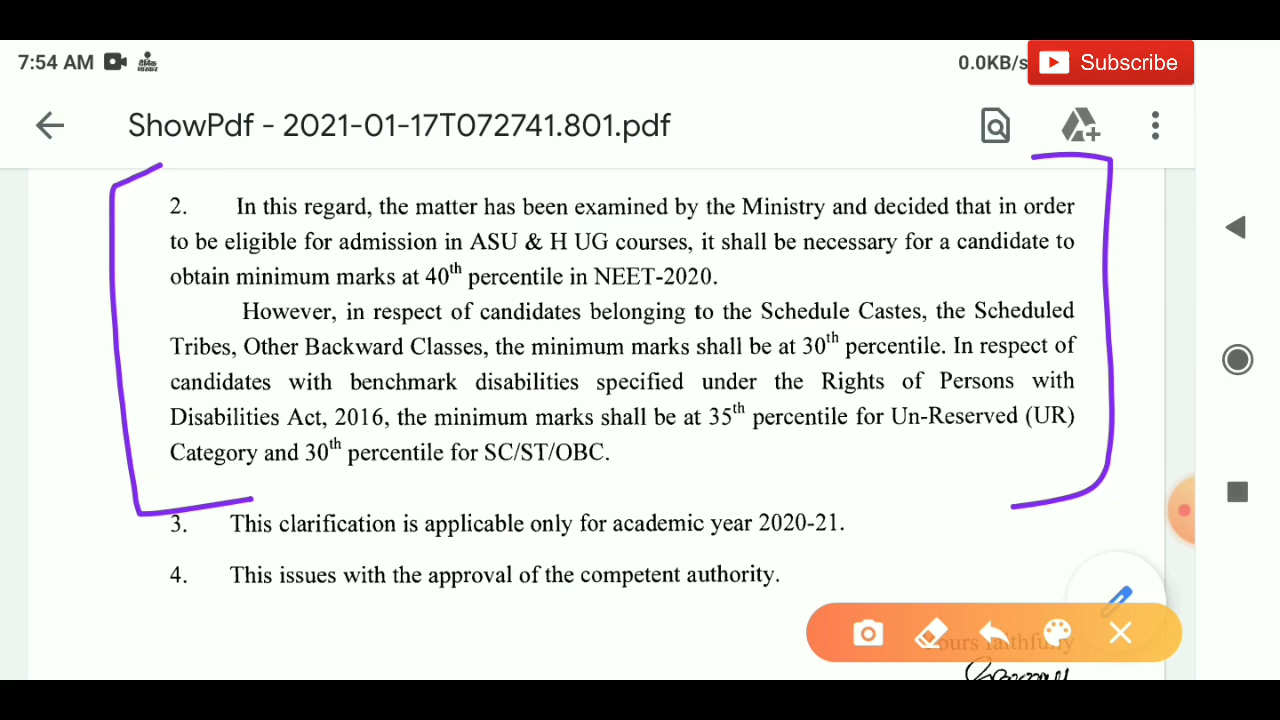 7:54 AM दैनिक भास्कर 0.0KB/s Subscribe
ShowPdf - 2021-01-17T072741.801.pdf
2. In this regard, the matter has been examined by the Ministry and decided that in order
to be eligible for admission in ASU & H UG courses, it shall be necessary for a candidate to
obtain minimum marks at 40th percentile in NEET-2020.
However, in respect of candidates belonging to the Schedule Castes, the Scheduled
Tribes, Other Backward Classes, the minimum marks shall be at 30th percentile. In respect of
candidates with benchmark disabilities specified under the Rights of Persons with
Disabilities Act, 2016, the minimum marks shall be at 35th percentile for Un-Reserved (UR)
Category and 30th percentile for SC/ST/OBC.
3. This clarification is applicable only for academic year 2020-21.
4. This issues with the approval of the competent authority.
Yours faithfully